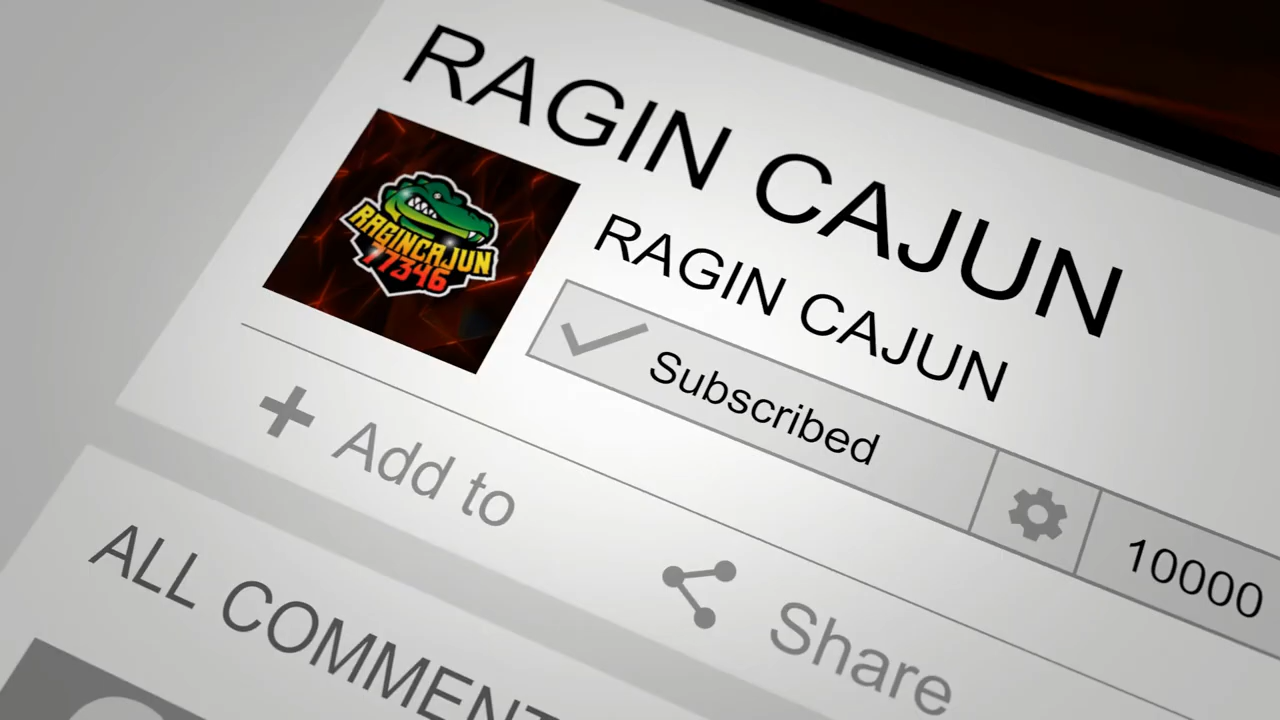 RAGIN CAJUN
RAGINCAJUN
77346
RAGIN CAJUN
Subscribed
10000
Add to
Share
ALL COMMENT